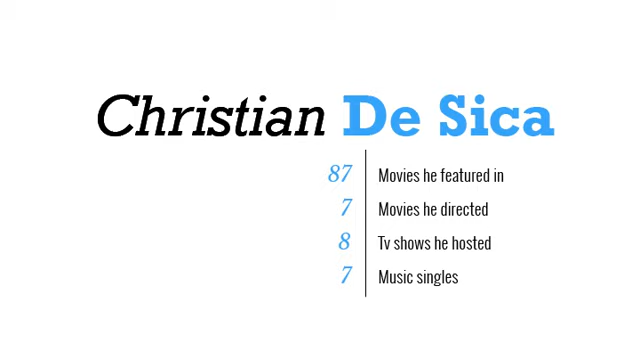 Christian De Sica
87 Movies he featured in
7 Movies he directed
8 Tv shows he hosted
7 Music singles